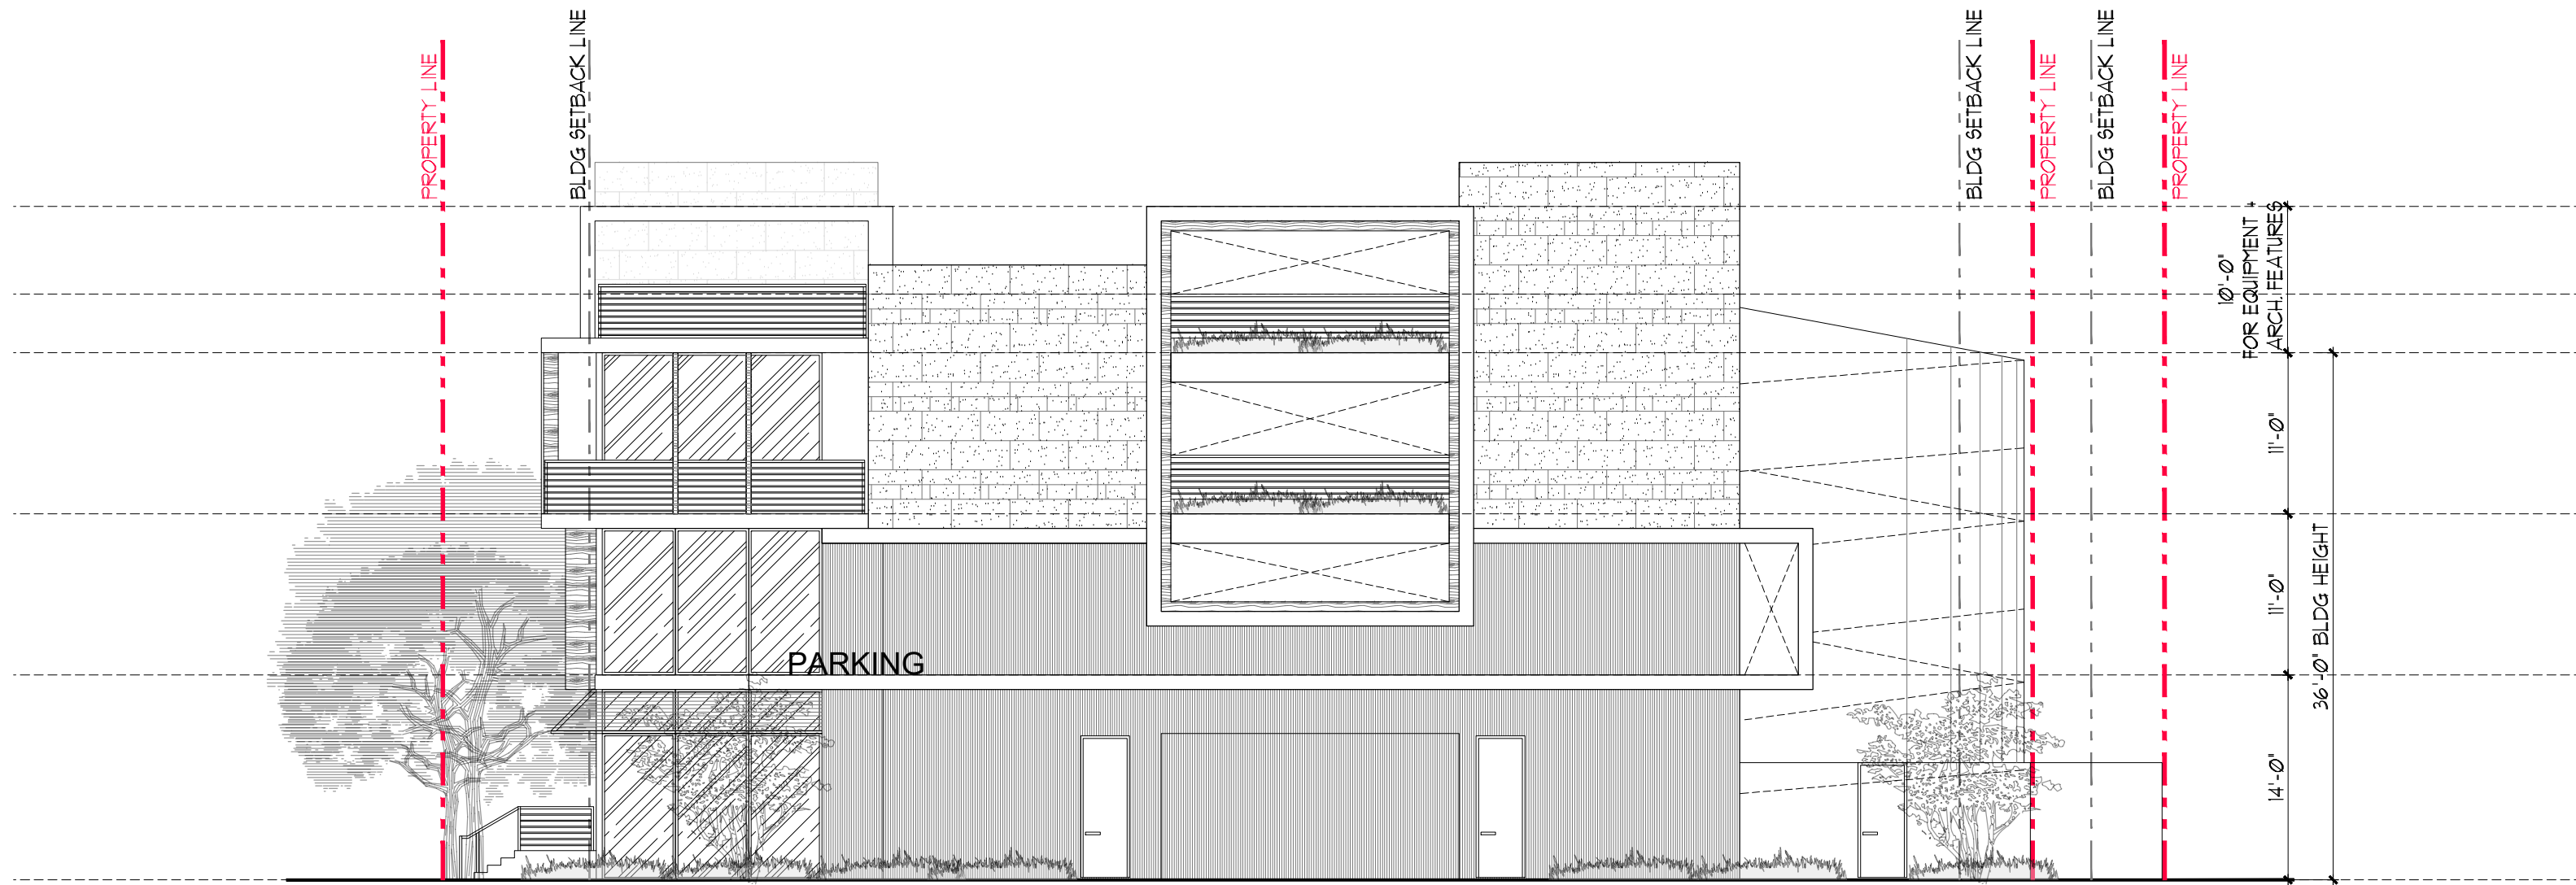 PROPERTY LINE
BLDG SETBACK LINE
BLDG SETBACK LINE
PROPERTY LINE
BLDG SETBACK LINE
PROPERTY LINE
10'-0"
FOR EQUIPMENT +
ARCH. FEATURES
11'-0"
11'-0"
36'-0" BLDG HEIGHT
14'-0"
PARKING